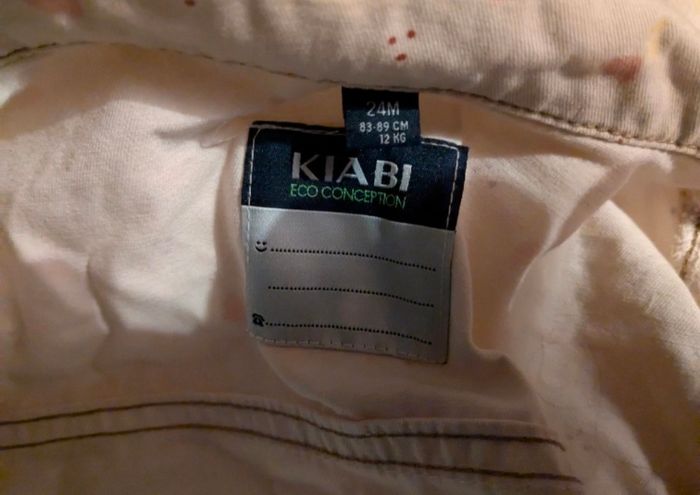 24M
83-89 CM
12 KG
KIABI
ECO CONCEPTION